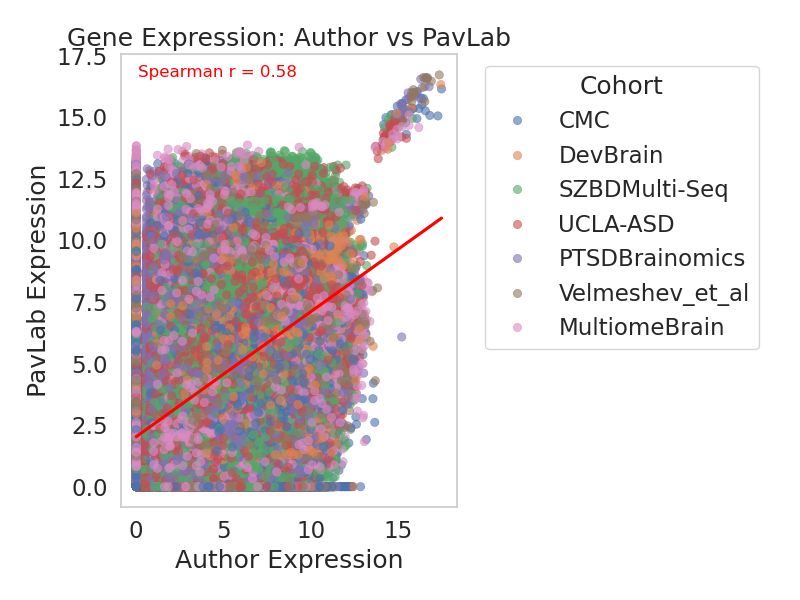 Gene Expression: Author vs PavLab
Spearman r = 0.58
17.5
15.0
12.5
10.0
7.5
5.0
2.5
0.0
PavLab Expression
0 5 10 15
Author Expression
Cohort
CMC
DevBrain
SZBDMulti-Seq
UCLA-ASD
PTSDBrainomics
Velmeshev_et_al
MultiomeBrain